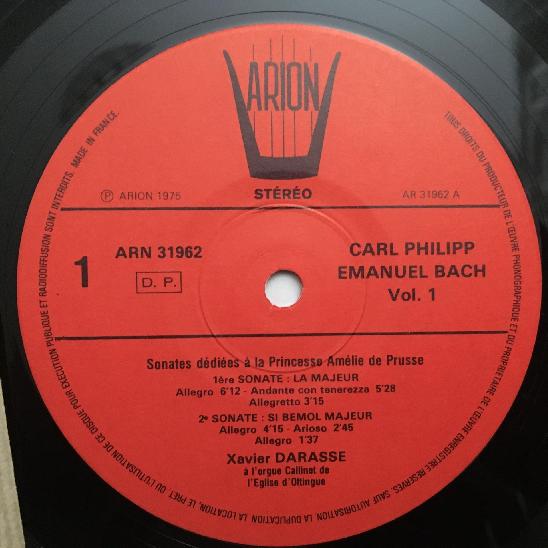 ARION
STÉRÉO
℗ ARION 1975
AR 31962 A
1
ARN 31962
D. P.
CARL PHILIPP
EMANUEL BACH
Vol. 1
Sonates dédiées à la Princesse Amélie de Prusse
1ère SONATE : LA MAJEUR
Allegro 6'12 - Andante con tenerezza 5'28
Allegretto 3'15
2e SONATE : SI BEMOL MAJEUR
Allegro 4'15 - Arioso 2'45
Allegro 1'37
Xavier DARASSE
à l'orgue Callinet de
l'Eglise d'Oltingue
TOUS DROITS DU PRODUCTEUR DE L'ŒUVRE PHONOGRAPHIQUE ET DU PROPRIETAIRE DE L'ŒUVRE ENREGISTREE RESERVES. SAUF AUTORISATION, LA DUPLICATION, LA LOCATION, LE PRET OU L'UTILISATION DE CE DISQUE POUR EXECUTION PUBLIQUE ET RADIODIFFUSION SONT INTERDITS. MADE IN FRANCE.